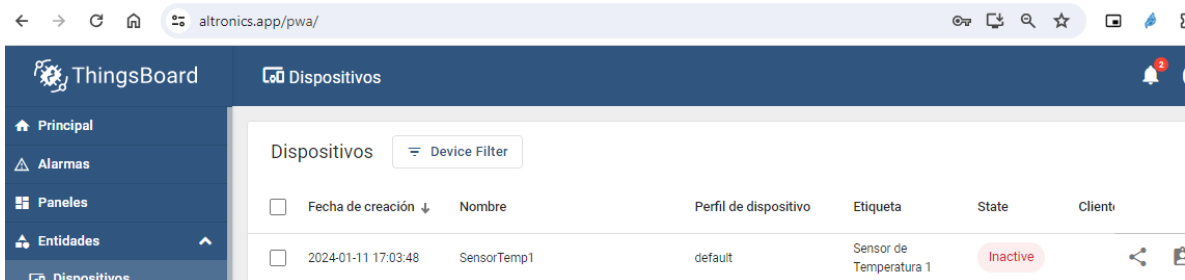 altronics.app/pwa/
ThingsBoard
Dispositivos
2
Principal
Alarmas
Paneles
Entidades
Dispositivos
Dispositivos
Device Filter
Fecha de creación
Nombre
Perfil de dispositivo
Etiqueta
State
Cliente
2024-01-11 17:03:48
SensorTemp1
default
Sensor de
Temperatura 1
Inactive